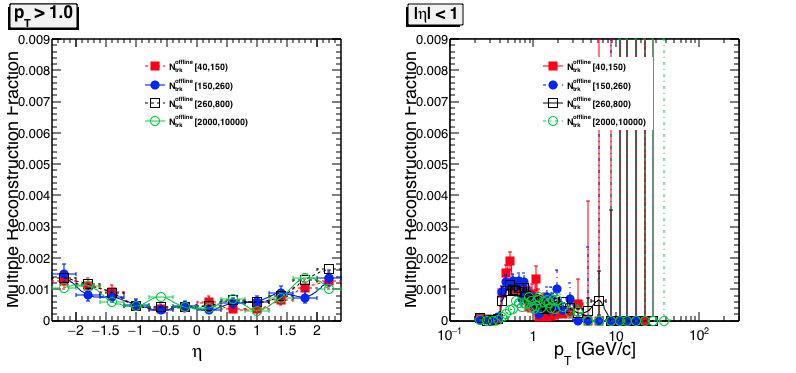 p_T > 1.0
Multiple Reconstruction Fraction
0.009
0.008
0.007
0.006
0.005
0.004
0.003
0.002
0.001
0
N_trk^offline [40,150)
N_trk^offline [150,260)
N_trk^offline [260,800)
N_trk^offline [2000,10000)
−2 −1.5 −1 −0.5 0 0.5 1 1.5 2
η
|η| < 1
Multiple Reconstruction Fraction
0.009
0.008
0.007
0.006
0.005
0.004
0.003
0.002
0.001
0
N_trk^offline [40,150)
N_trk^offline [150,260)
N_trk^offline [260,800)
N_trk^offline [2000,10000)
10^−1 1 10 10^2
p_T [GeV/c]